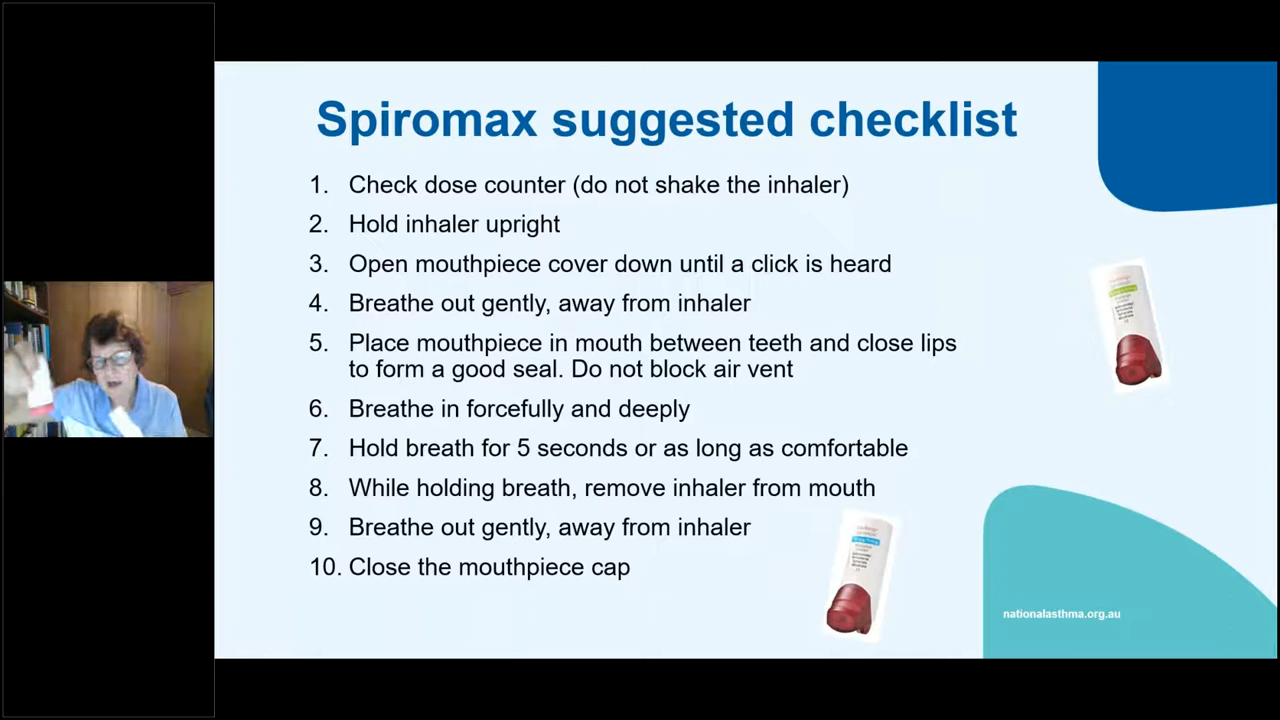 Spiromax suggested checklist
1. Check dose counter (do not shake the inhaler)
2. Hold inhaler upright
3. Open mouthpiece cover down until a click is heard
4. Breathe out gently, away from inhaler
5. Place mouthpiece in mouth between teeth and close lips
to form a good seal. Do not block air vent
6. Breathe in forcefully and deeply
7. Hold breath for 5 seconds or as long as comfortable
8. While holding breath, remove inhaler from mouth
9. Breathe out gently, away from inhaler
10. Close the mouthpiece cap
nationalasthma.org.au